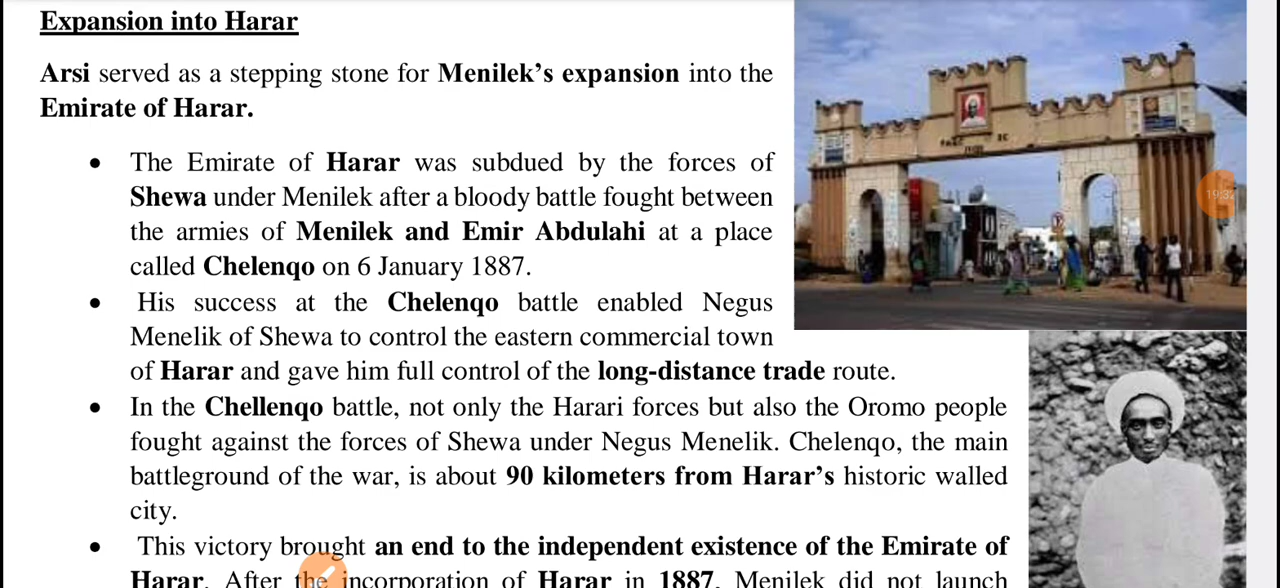 Expansion into Harar
Arsi served as a stepping stone for Menilek’s expansion into the
Emirate of Harar.
• The Emirate of Harar was subdued by the forces of
Shewa under Menilek after a bloody battle fought between
the armies of Menilek and Emir Abdulahi at a place
called Chelenqo on 6 January 1887.
• His success at the Chelenqo battle enabled Negus
Menelik of Shewa to control the eastern commercial town
of Harar and gave him full control of the long-distance trade route.
• In the Chellenqo battle, not only the Harari forces but also the Oromo people
fought against the forces of Shewa under Negus Menelik. Chelenqo, the main
battleground of the war, is about 90 kilometers from Harar’s historic walled
city.
• This victory brought an end to the independent existence of the Emirate of
Harar. After the incorporation of Harar in 1887, Menilek did not launch
19:32